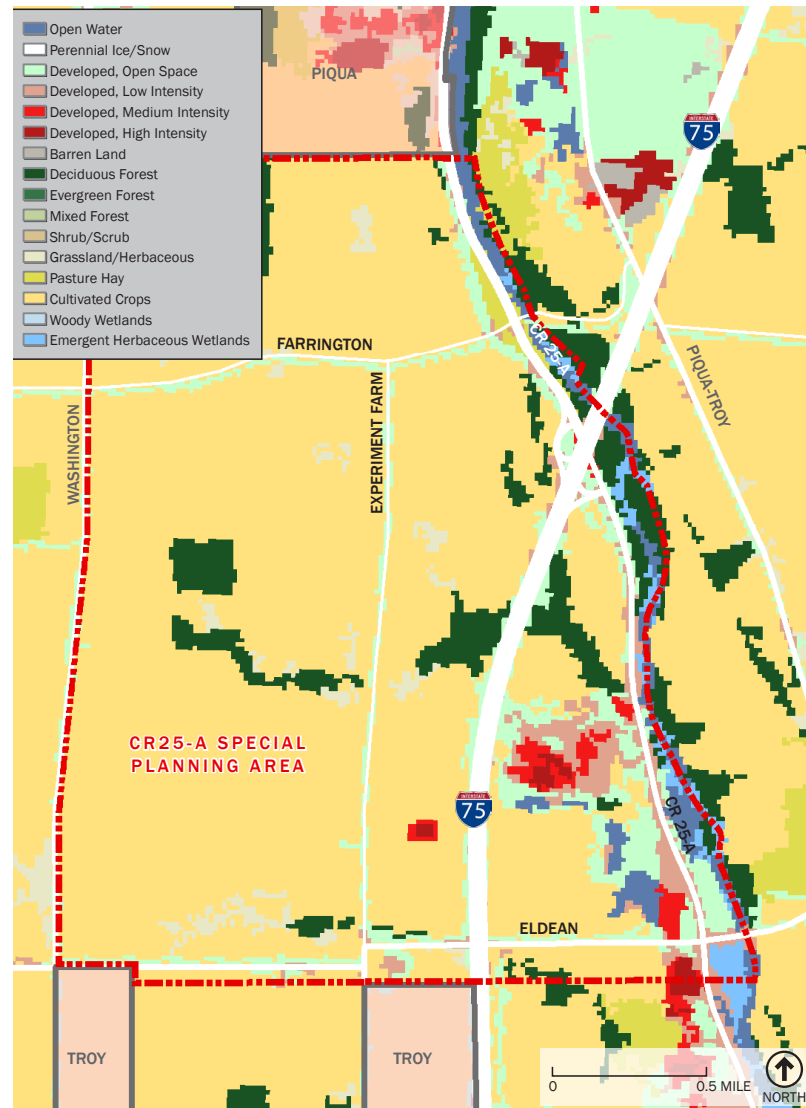 Open Water
Perennial Ice/Snow
Developed, Open Space
Developed, Low Intensity
Developed, Medium Intensity
Developed, High Intensity
Barren Land
Deciduous Forest
Evergreen Forest
Mixed Forest
Shrub/Scrub
Grassland/Herbaceous
Pasture Hay
Cultivated Crops
Woody Wetlands
Emergent Herbaceous Wetlands
PIQUA
INTERSTATE
75
FARRINGTON
CR 25-A
PIQUA-TROY
WASHINGTON
EXPERIMENT FARM
CR25-A SPECIAL
PLANNING AREA
INTERSTATE
75
CR 25-A
ELDEAN
TROY
TROY
0
0.5 MILE
NORTH